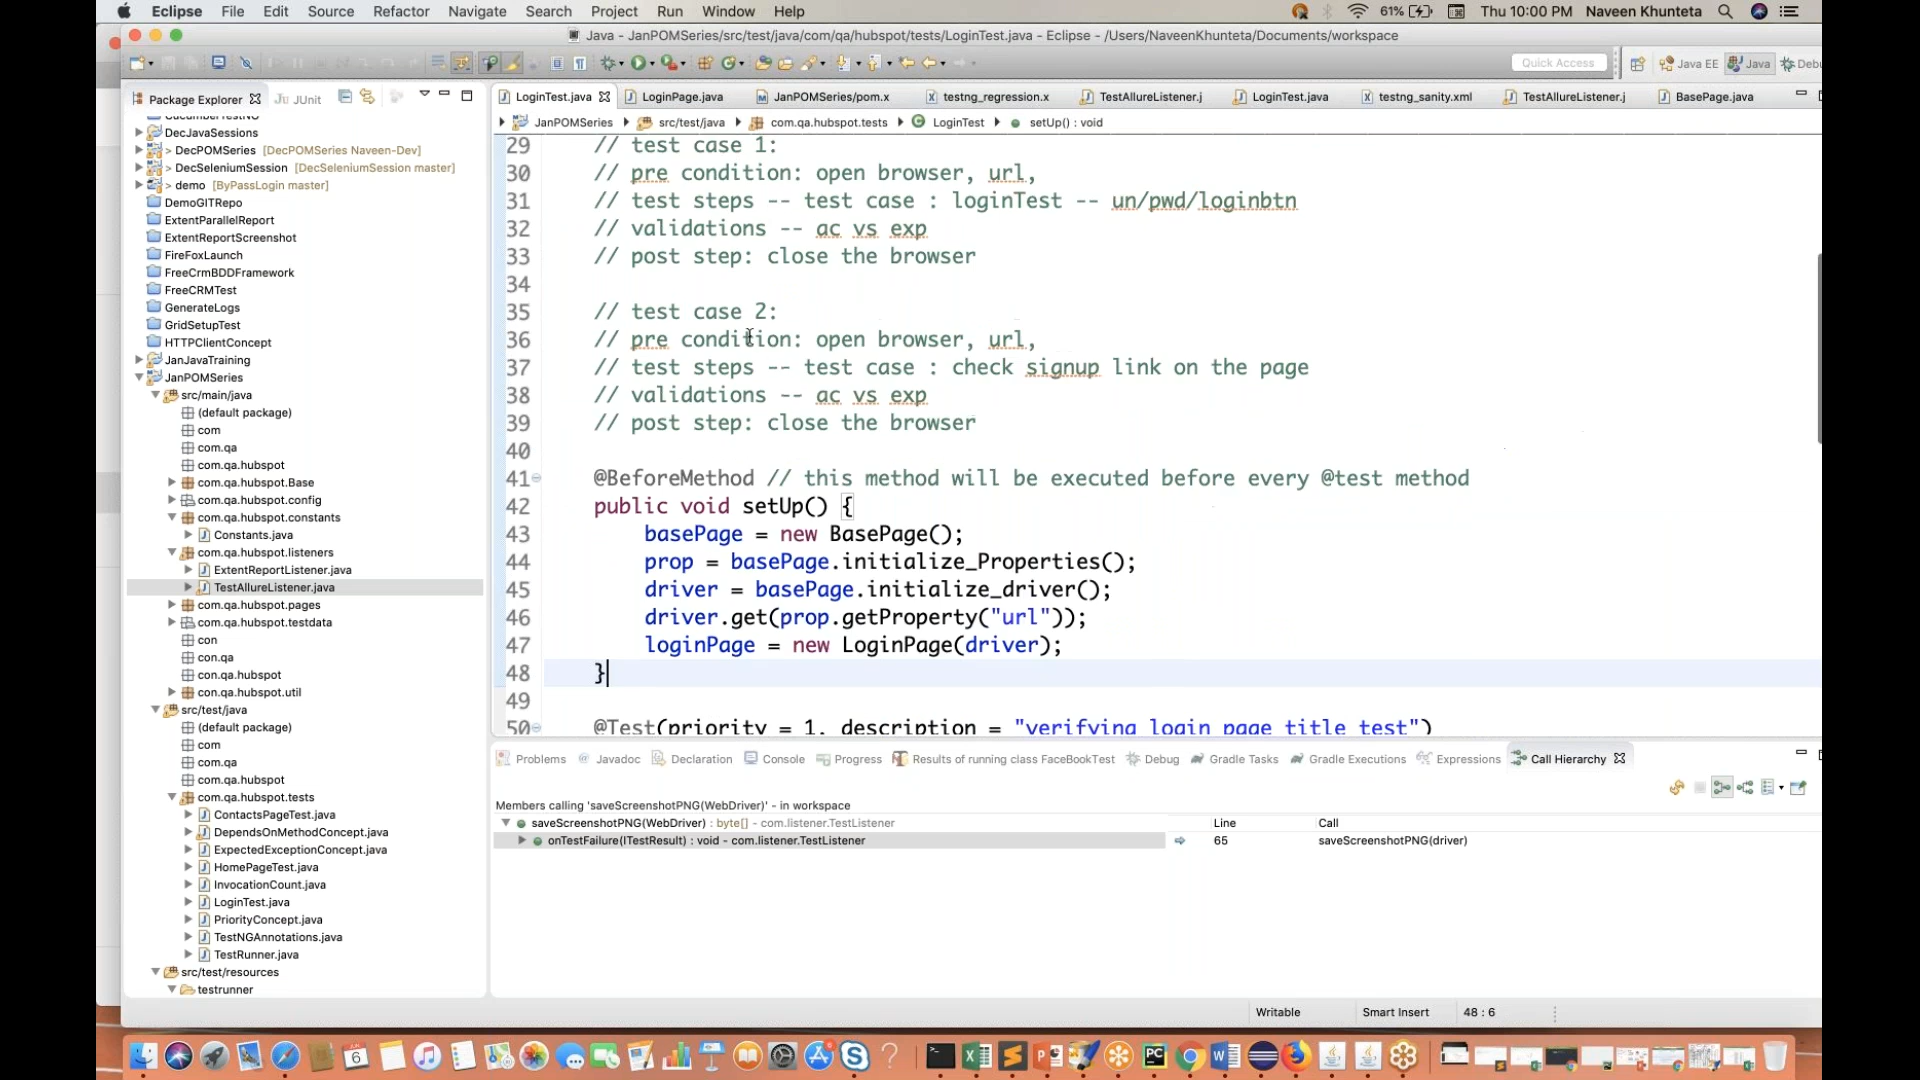 Eclipse File Edit Source Refactor Navigate Search Project Run Window Help 61% Thu 10:00 PM Naveen Khunteta
Java - JanPOMSeries/src/test/java/com/qa/hubspot/tests/LoginTest.java - Eclipse - /Users/NaveenKhunteta/Documents/workspace
Quick Access Java EE Java Debu
Package Explorer JUnit
LoginTest.java LoginPage.java JanPOMSeries/pom.x testng_regression.x TestAllureListener.j LoginTest.java testng_sanity.xml TestAllureListener.j BasePage.java
JanPOMSeries src/test/java com.qa.hubspot.tests LoginTest setUp() : void
DecJavaSessions
> DecPOMSeries [DecPOMSeries Naveen-Dev]
> DecSeleniumSession [DecSeleniumSession master]
> demo [ByPassLogin master]
DemoGITRepo
ExtentParallelReport
ExtentReportScreenshot
FireFoxLaunch
FreeCrmBDDFramework
FreeCRMTest
GenerateLogs
GridSetupTest
HTTPClientConcept
JanJavaTraining
JanPOMSeries
src/main/java
(default package)
com
com.qa
com.qa.hubspot
com.qa.hubspot.Base
com.qa.hubspot.config
com.qa.hubspot.constants
Constants.java
com.qa.hubspot.listeners
ExtentReportListener.java
TestAllureListener.java
com.qa.hubspot.pages
com.qa.hubspot.testdata
con
con.qa
con.qa.hubspot
con.qa.hubspot.util
src/test/java
(default package)
com
com.qa
com.qa.hubspot
com.qa.hubspot.tests
ContactsPageTest.java
DependsOnMethodConcept.java
ExpectedExceptionConcept.java
HomePageTest.java
InvocationCount.java
LoginTest.java
PriorityConcept.java
TestNGAnnotations.java
TestRunner.java
src/test/resources
testrunner
29 // test case 1:
30 // pre condition: open browser, url,
31 // test steps -- test case : loginTest -- un/pwd/loginbtn
32 // validations -- ac vs exp
33 // post step: close the browser
34
35 // test case 2:
36 // pre condition: open browser, url,
37 // test steps -- test case : check signup link on the page
38 // validations -- ac vs exp
39 // post step: close the browser
40
41 @BeforeMethod // this method will be executed before every @test method
42 public void setUp() {
43 basePage = new BasePage();
44 prop = basePage.initialize_Properties();
45 driver = basePage.initialize_driver();
46 driver.get(prop.getProperty("url"));
47 loginPage = new LoginPage(driver);
48 }
49
50 @Test(priority = 1, description = "verifying login page title test")
Problems Javadoc Declaration Console Progress Results of running class FaceBookTest Debug Gradle Tasks Gradle Executions Expressions Call Hierarchy
Members calling 'saveScreenshotPNG(WebDriver)' - in workspace
saveScreenshotPNG(WebDriver) : byte[] - com.listener.TestListener Line Call
onTestFailure(ITestResult) : void - com.listener.TestListener 65 saveScreenshotPNG(driver)
Writable Smart Insert 48 : 6